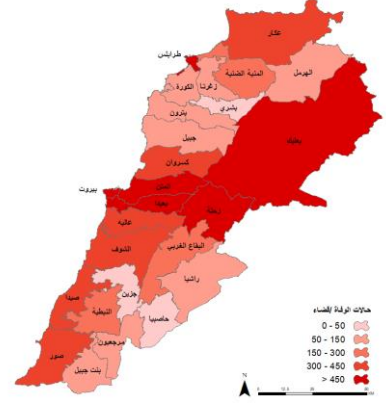 عكار
طرابلس
المنية الضنية
الهرمل
زغرتا
الكورة
بشري
بترون
بعلبك
جبيل
كسروان
المتن
بيروت
بعبدا
زحلة
عاليه
البقاع الغربي
الشوف
راشيا
جزين
صيدا
النبطية
حاصبيا
صور
مرجعيون
بنت جبيل
حالات الوفاة /قضاء
0 - 50
50 - 150
150 - 300
300 - 450
> 450
N